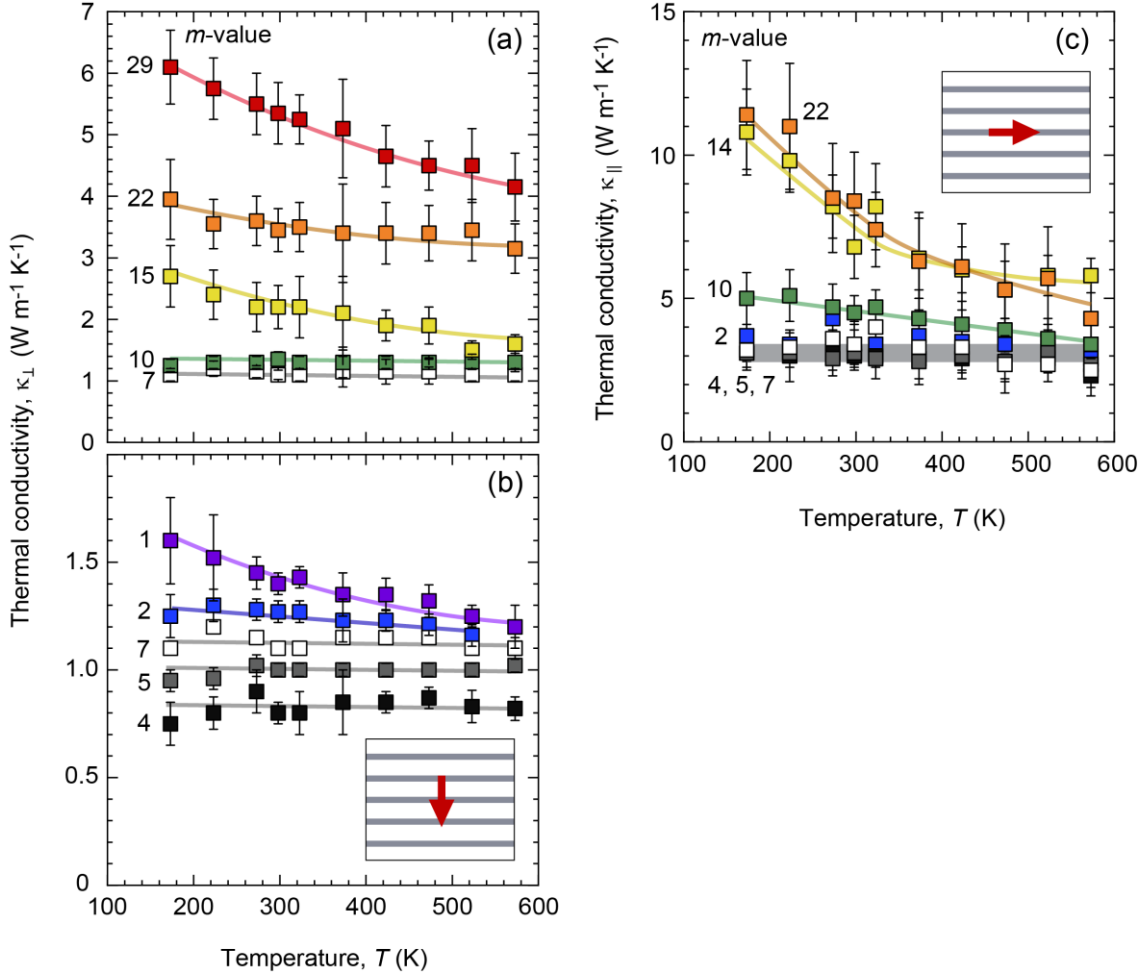 m-value
(a)
7
6
5
4
3
2
1
0
29
22
15
10
7
Thermal conductivity, κ⊥ (W m-1 K-1)
(b)
1.5
1.0
0.5
0
1
2
7
5
4
100 200 300 400 500 600
Temperature, T (K)
m-value
(c)
15
10
5
0
22
14
10
2
4, 5, 7
Thermal conductivity, κ|| (W m-1 K-1)
100 200 300 400 500 600
Temperature, T (K)